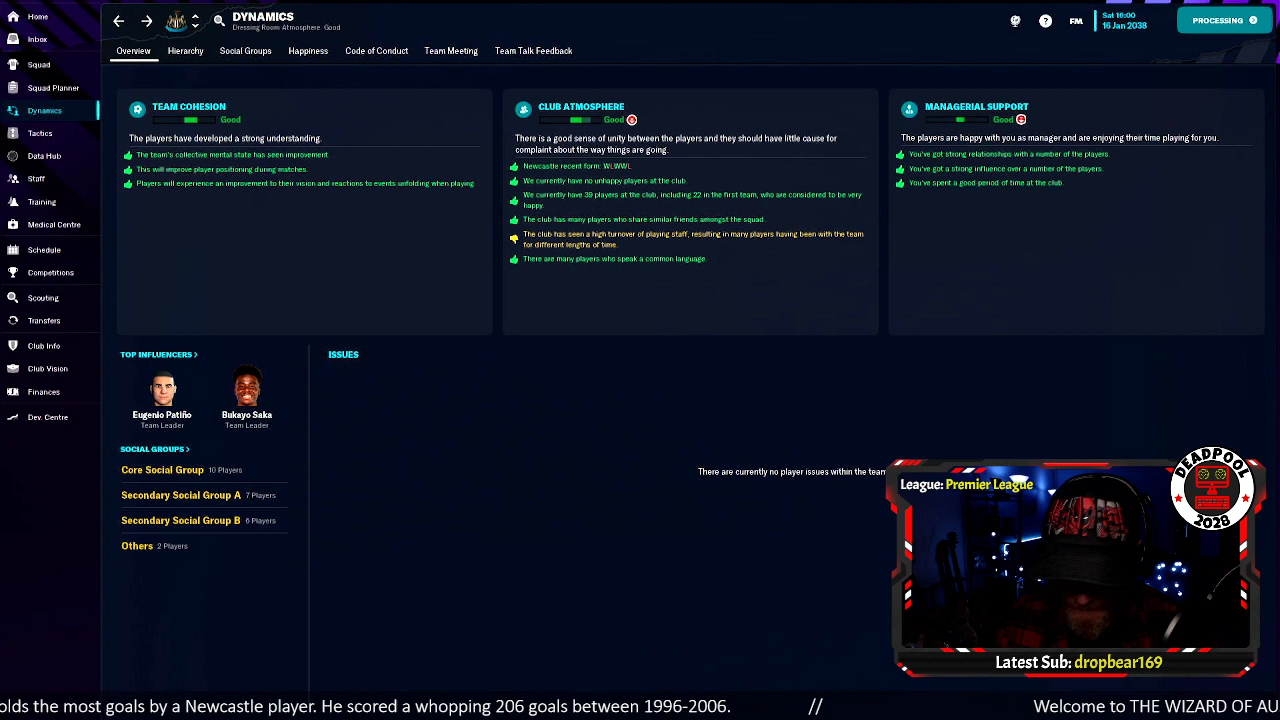 Home
Inbox
Squad
Squad Planner
Dynamics
Tactics
Data Hub
Staff
Training
Medical Centre
Schedule
Competitions
Scouting
Transfers
Club Info
Club Vision
Finances
Dev. Centre
DYNAMICS
Dressing Room Atmosphere: Good
FM
Sat 16:00
16 Jan 2038
PROCESSING
Overview
Hierarchy
Social Groups
Happiness
Code of Conduct
Team Meeting
Team Talk Feedback
TEAM COHESION
Good
The players have developed a strong understanding.
The team's collective mental state has seen improvement.
This will improve player positioning during matches.
Players will experience an improvement to their vision and reactions to events unfolding when playing
CLUB ATMOSPHERE
Good
There is a good sense of unity between the players and they should have little cause for
complaint about the way things are going.
Newcastle recent form: WLWWL
We currently have no unhappy players at the club.
We currently have 39 players at the club, including 22 in the first team, who are considered to be very
happy.
The club has many players who share similar friends amongst the squad.
The club has seen a high turnover of playing staff, resulting in many players having been with the team
for different lengths of time.
There are many players who speak a common language.
MANAGERIAL SUPPORT
Good
The players are happy with you as manager and are enjoying their time playing for you.
You've got strong relationships with a number of the players.
You've got a strong influence over a number of the players.
You've spent a good period of time at the club.
TOP INFLUENCERS >
Eugenio Patiño
Team Leader
Bukayo Saka
Team Leader
SOCIAL GROUPS >
Core Social Group 10 Players
Secondary Social Group A 7 Players
Secondary Social Group B 6 Players
Others 2 Players
ISSUES
There are currently no player issues within the team
League: Premier League
DEADPOOL
2028
Latest Sub: dropbear169
olds the most goals by a Newcastle player. He scored a whopping 206 goals between 1996-2006. // Welcome to THE WIZARD OF AU